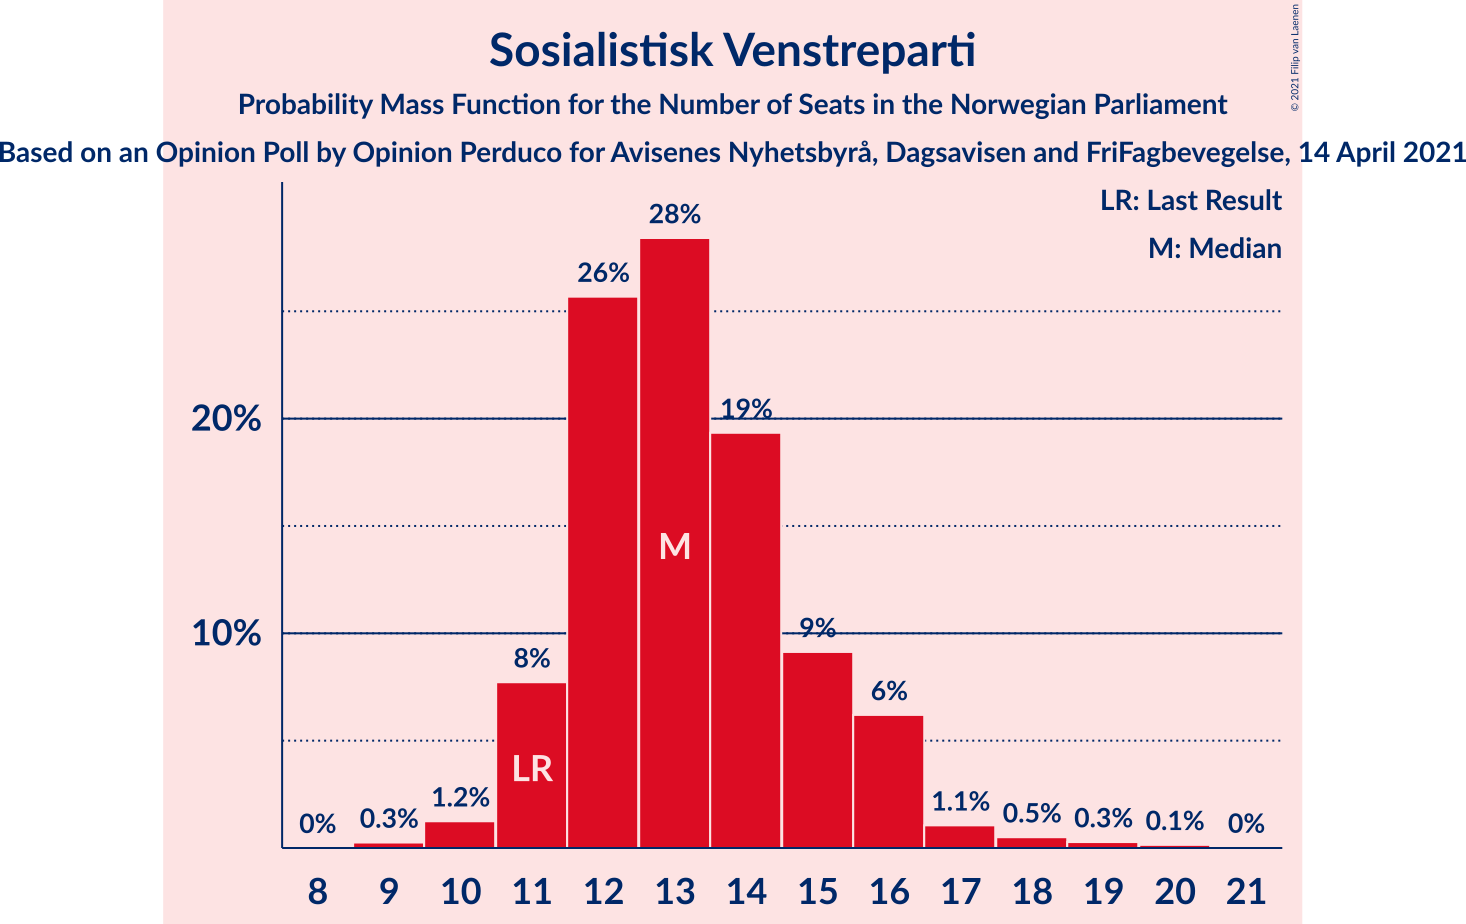 Sosialistisk Venstreparti
Probability Mass Function for the Number of Seats in the Norwegian Parliament
Based on an Opinion Poll by Opinion Perduco for Avisenes Nyhetsbyrå, Dagsavisen and FriFagbevegelse, 14 April 2021
© 2021 Filip van Laenen
LR: Last Result
M: Median
28%
26%
20%
19%
M
10%
9%
8%
6%
LR
1.2%
1.1%
0% 0.3% 0.5% 0.3% 0.1% 0%
8 9 10 11 12 13 14 15 16 17 18 19 20 21